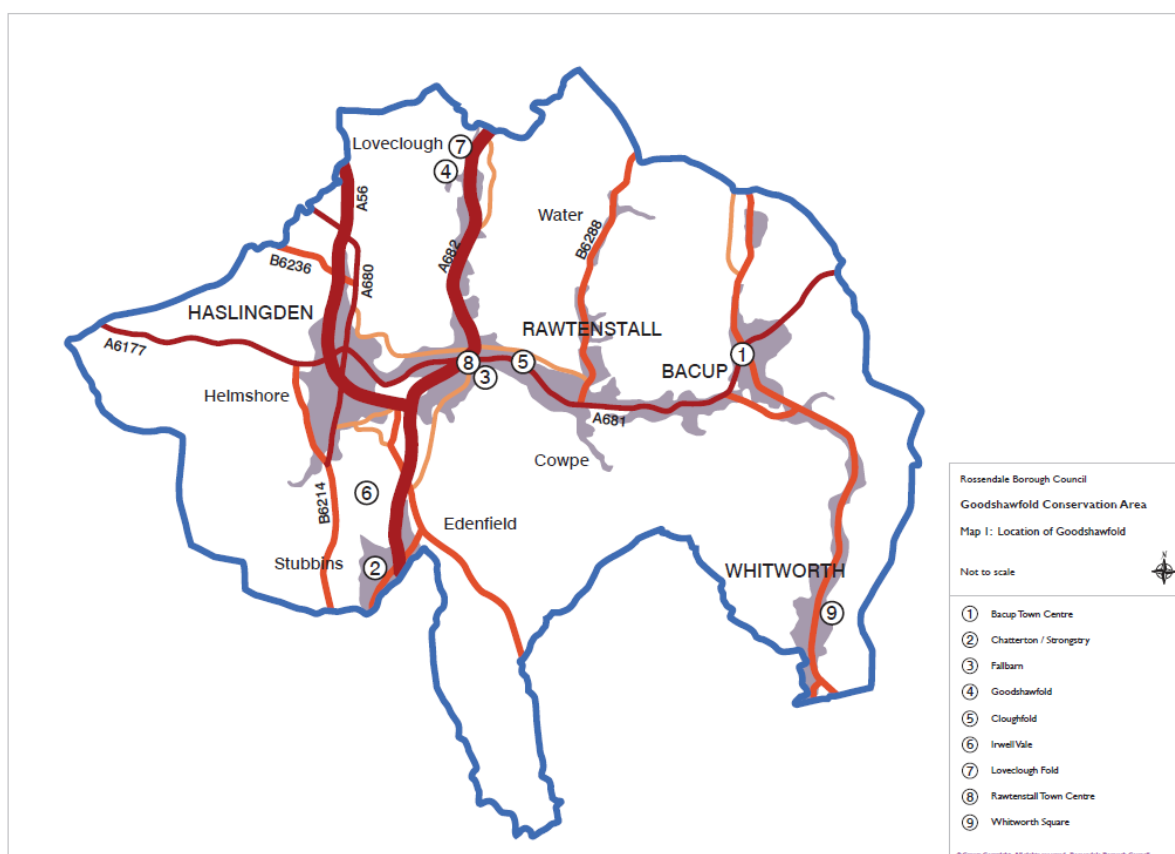 Loveclough
7
4
A56
Water
A682
B6288
B6236
A680
HASLINGDEN
RAWTENSTALL
A6177
1
8
5
BACUP
3
Helmshore
A681
Cowpe
6
B6214
Edenfield
Stubbins
2
WHITWORTH
9
Rossendale Borough Council
Goodshawfold Conservation Area
Map 1: Location of Goodshawfold
Not to scale
N
1 Bacup Town Centre
2 Chatterton / Strongstry
3 Fallbarn
4 Goodshawfold
5 Cloughfold
6 Irwell Vale
7 Loveclough Fold
8 Rawtenstall Town Centre
9 Whitworth Square